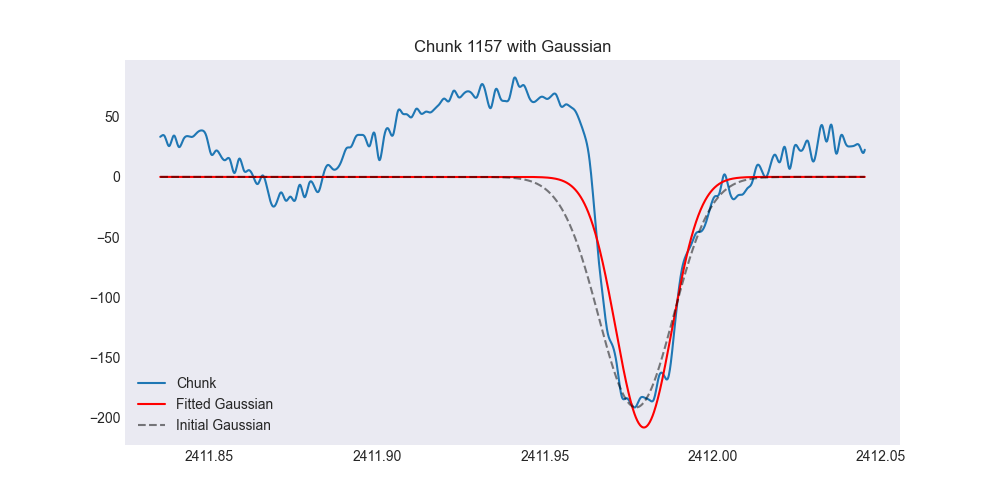 Chunk 1157 with Gaussian
50
0
−50
−100
−150
−200
Chunk
Fitted Gaussian
Initial Gaussian
2411.85 2411.90 2411.95 2412.00 2412.05